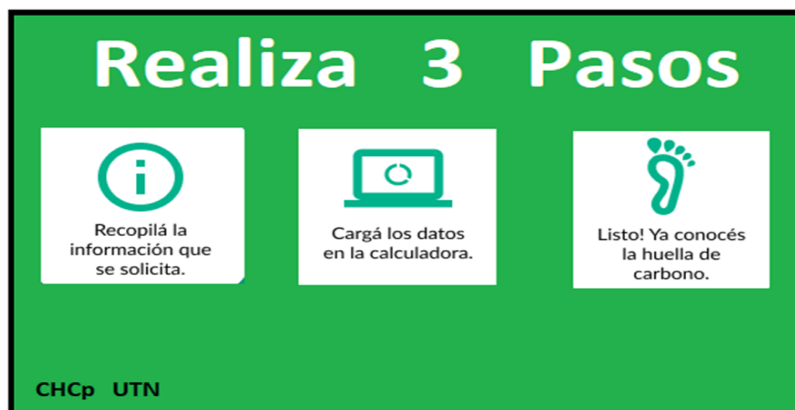 Realiza 3 Pasos
Recopilá la
información que
se solicita.
Cargá los datos
en la calculadora.
Listo! Ya conocés
la huella de
carbono.
CHCp UTN